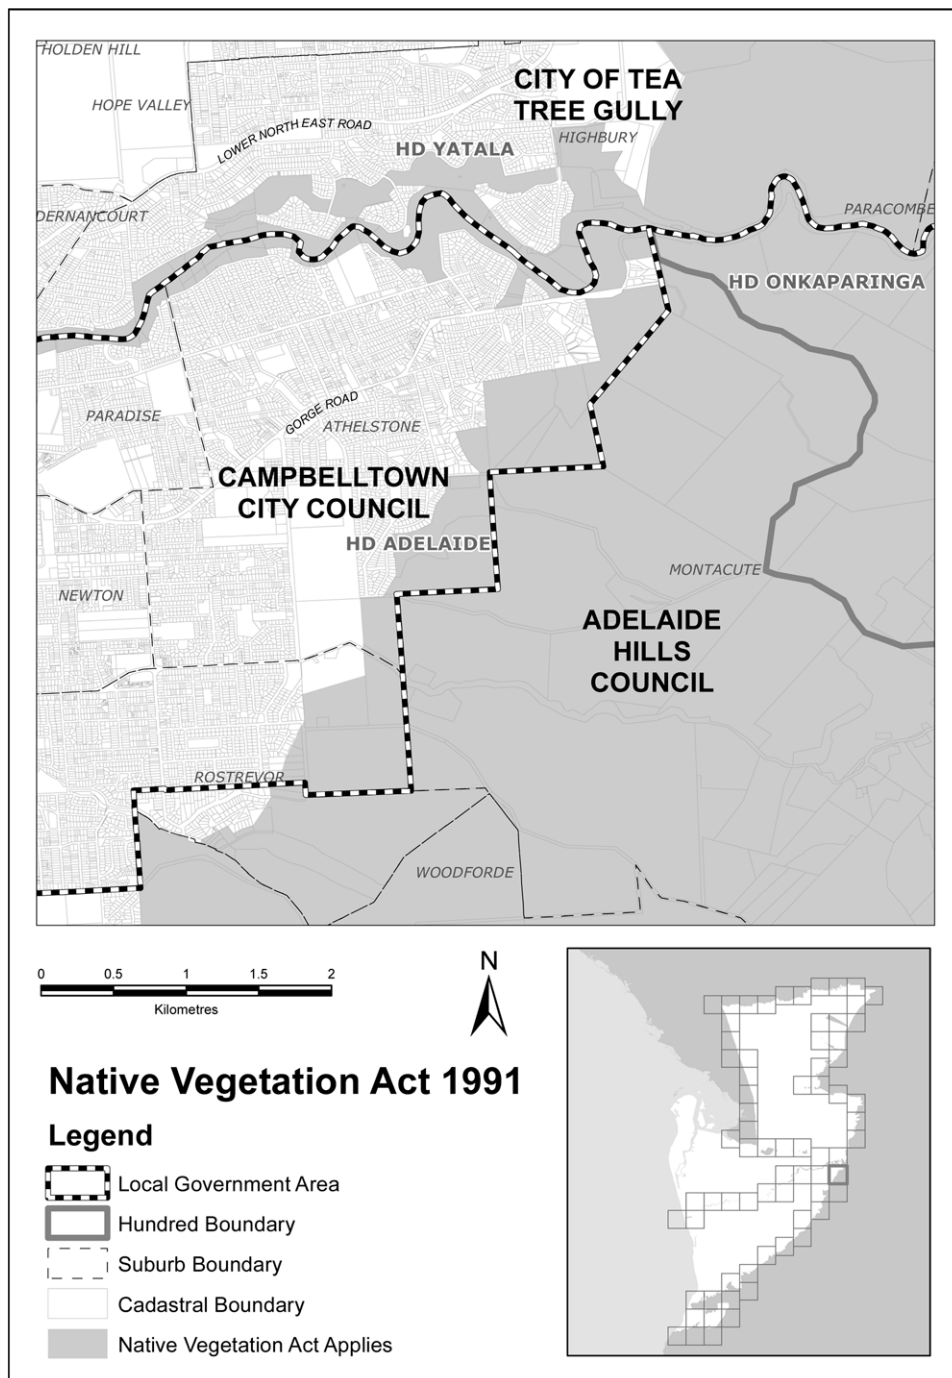 HOLDEN HILL
CITY OF TEA
TREE GULLY
HOPE VALLEY
LOWER NORTH EAST ROAD
HIGHBURY
HD YATALA
DERNANCOURT
PARACOMBE
HD ONKAPARINGA
PARADISE
GORGE ROAD
ATHELSTONE
CAMPBELLTOWN
CITY COUNCIL
HD ADELAIDE
MONTACUTE
NEWTON
ADELAIDE
HILLS
COUNCIL
ROSTREVOR
WOODFORDE
0 0.5 1 1.5 2
Kilometres
N
Native Vegetation Act 1991
Legend
Local Government Area
Hundred Boundary
Suburb Boundary
Cadastral Boundary
Native Vegetation Act Applies